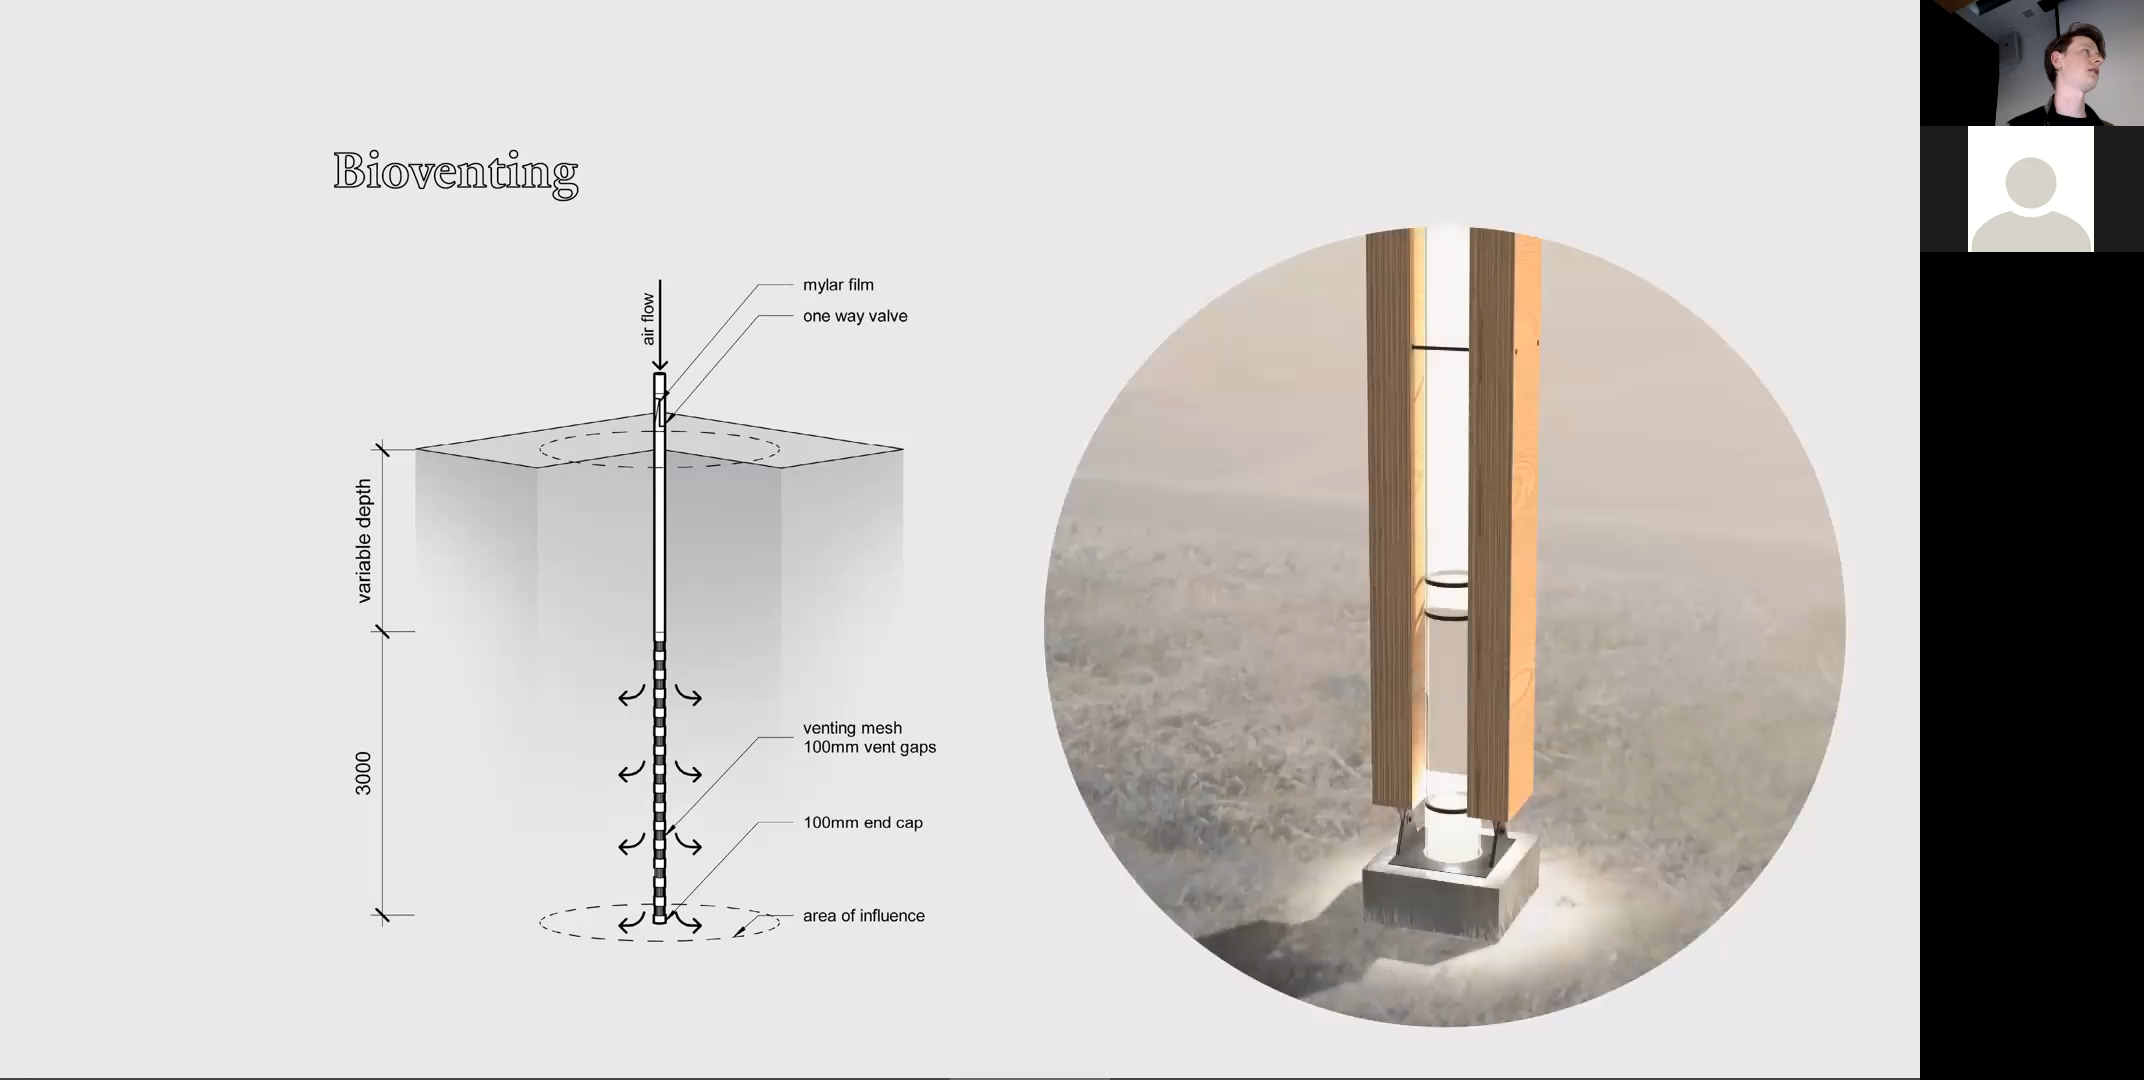 Bioventing
mylar film
one way valve
air flow
variable depth
venting mesh
100mm vent gaps
3000
100mm end cap
area of influence